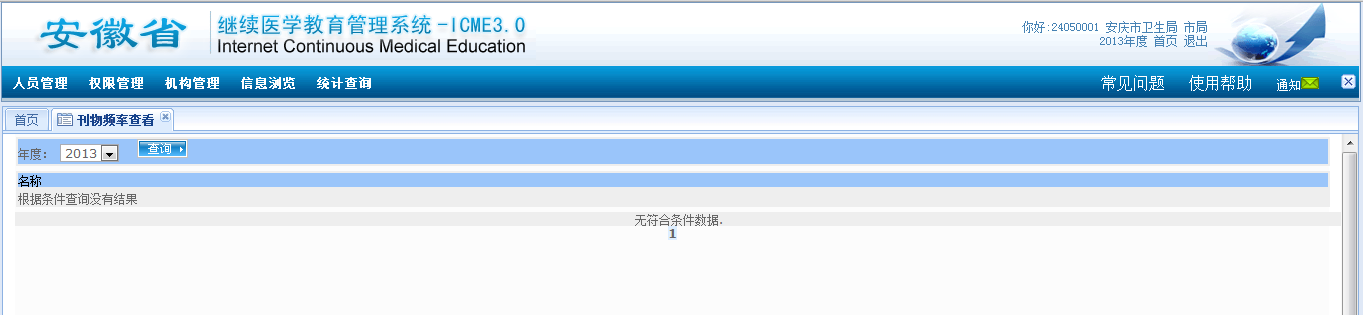 安徽省 继续医学教育管理系统-ICME3.0
Internet Continuous Medical Education
你好:24050001 安庆市卫生局 市局
2013年度 首页 退出
人员管理 权限管理 机构管理 信息浏览 统计查询 常见问题 使用帮助 通知
首页 刊物频率查看
年度: 2013 查询
名称
根据条件查询没有结果
无符合条件数据.
1